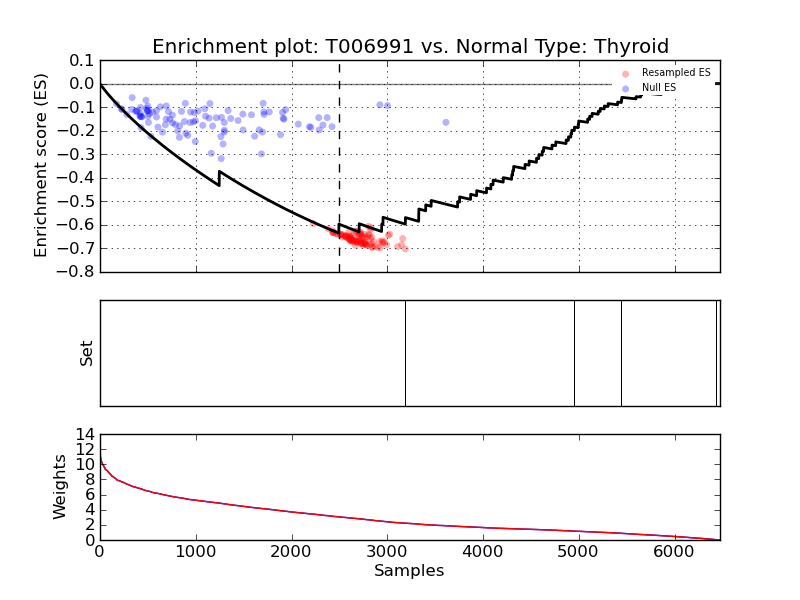 Enrichment plot: T006991 vs. Normal Type: Thyroid
Enrichment score (ES)
0.1
0.0
−0.1
−0.2
−0.3
−0.4
−0.5
−0.6
−0.7
−0.8
Resampled ES
Null ES
Set
Weights
14
12
10
8
6
4
2
0
0 1000 2000 3000 4000 5000 6000
Samples